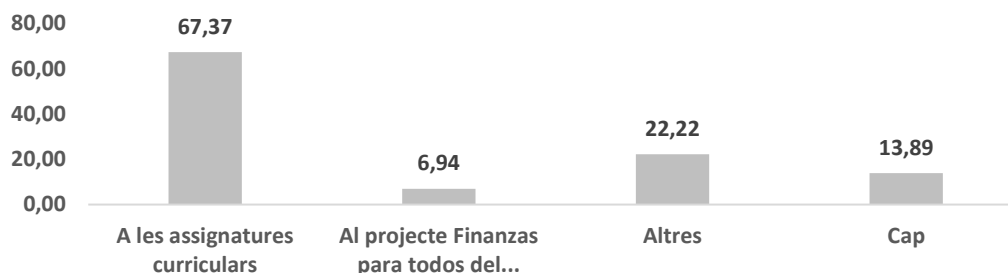 80,00
60,00
40,00
20,00
0,00
67,37
6,94
22,22
13,89
A les assignatures
curriculars
Al projecte Finanzas
para todos del...
Altres
Cap